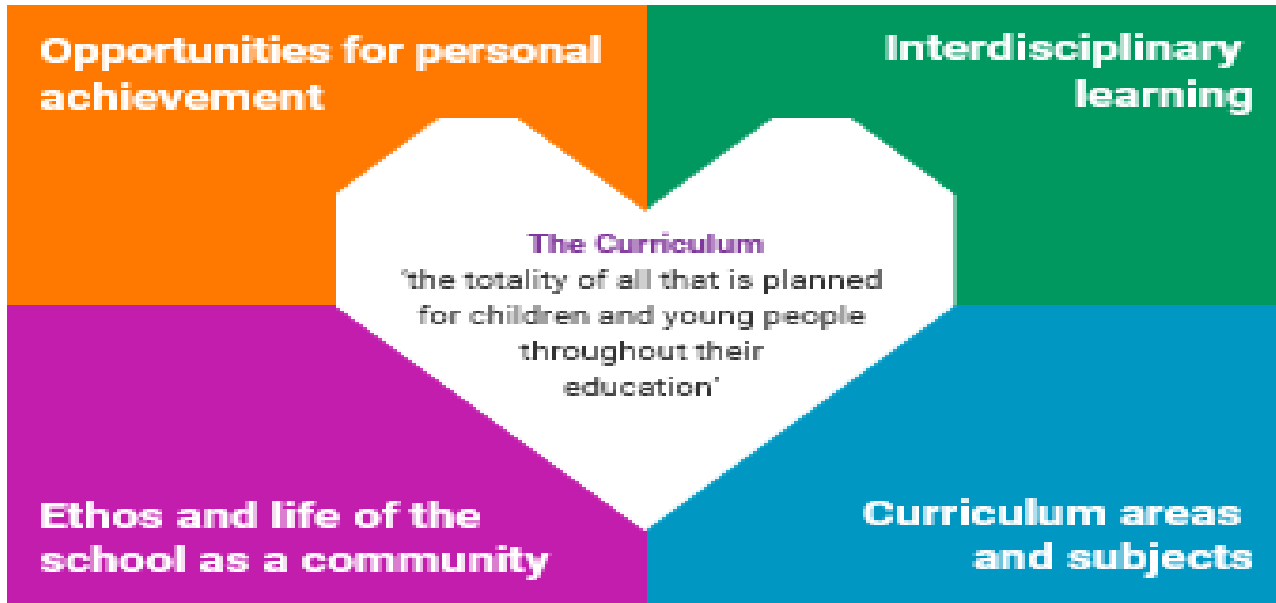 Opportunities for personal
achievement
Interdisciplinary
learning
The Curriculum
'the totality of all that is planned
for children and young people
throughout their
education'
Ethos and life of the
school as a community
Curriculum areas
and subjects